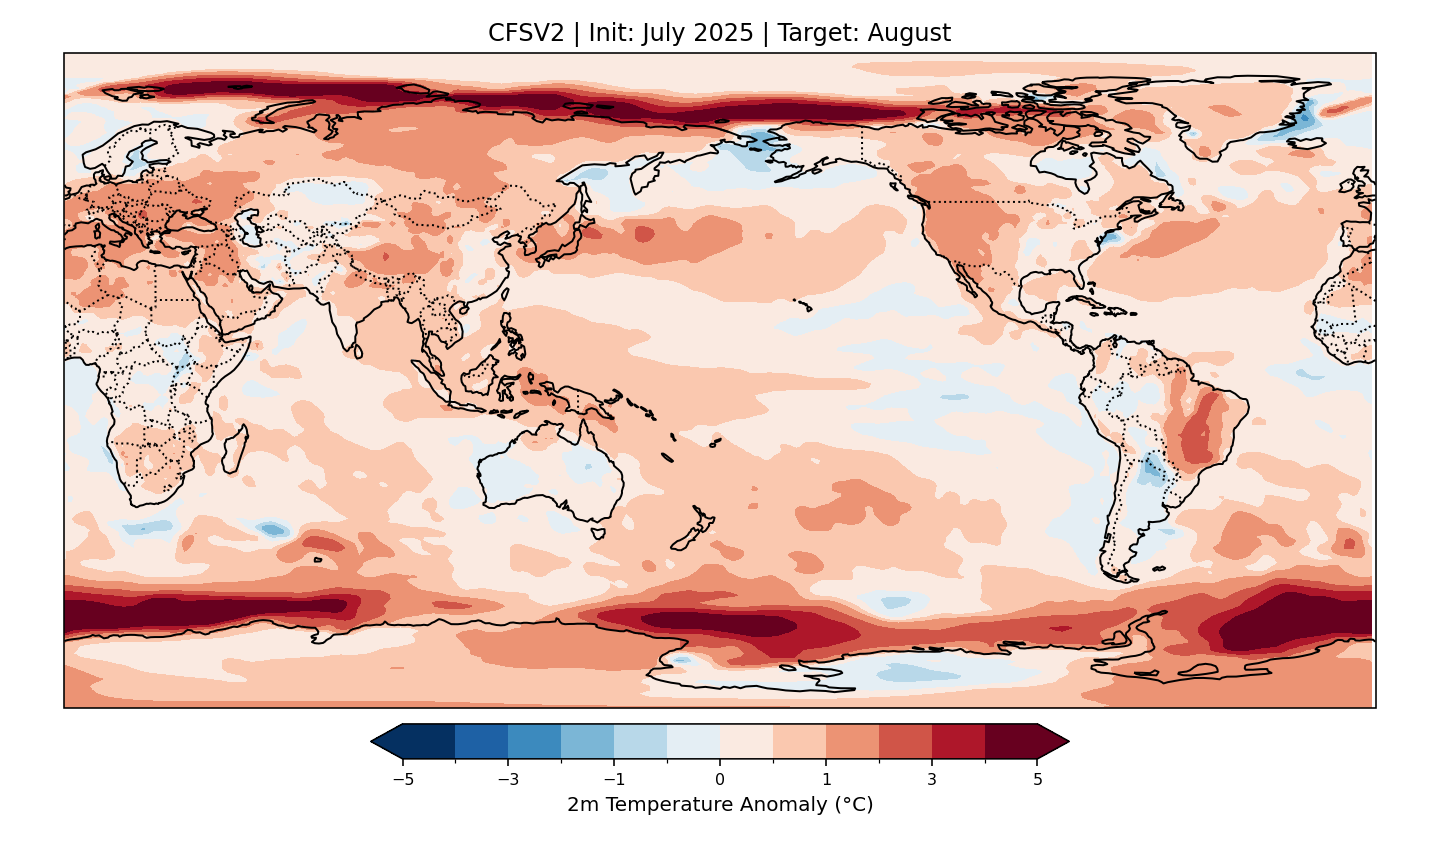 CFSV2 | Init: July 2025 | Target: August
−5 −3 −1 0 1 3 5
2m Temperature Anomaly (°C)